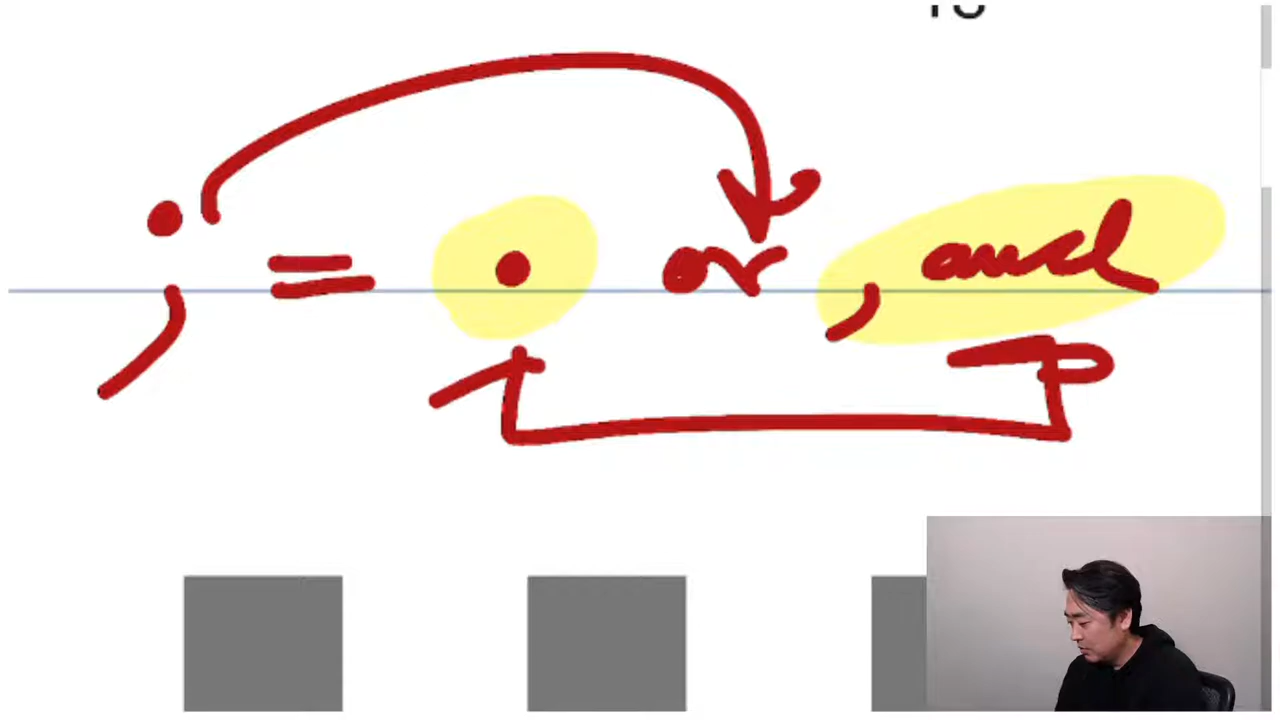 ; = . or , and